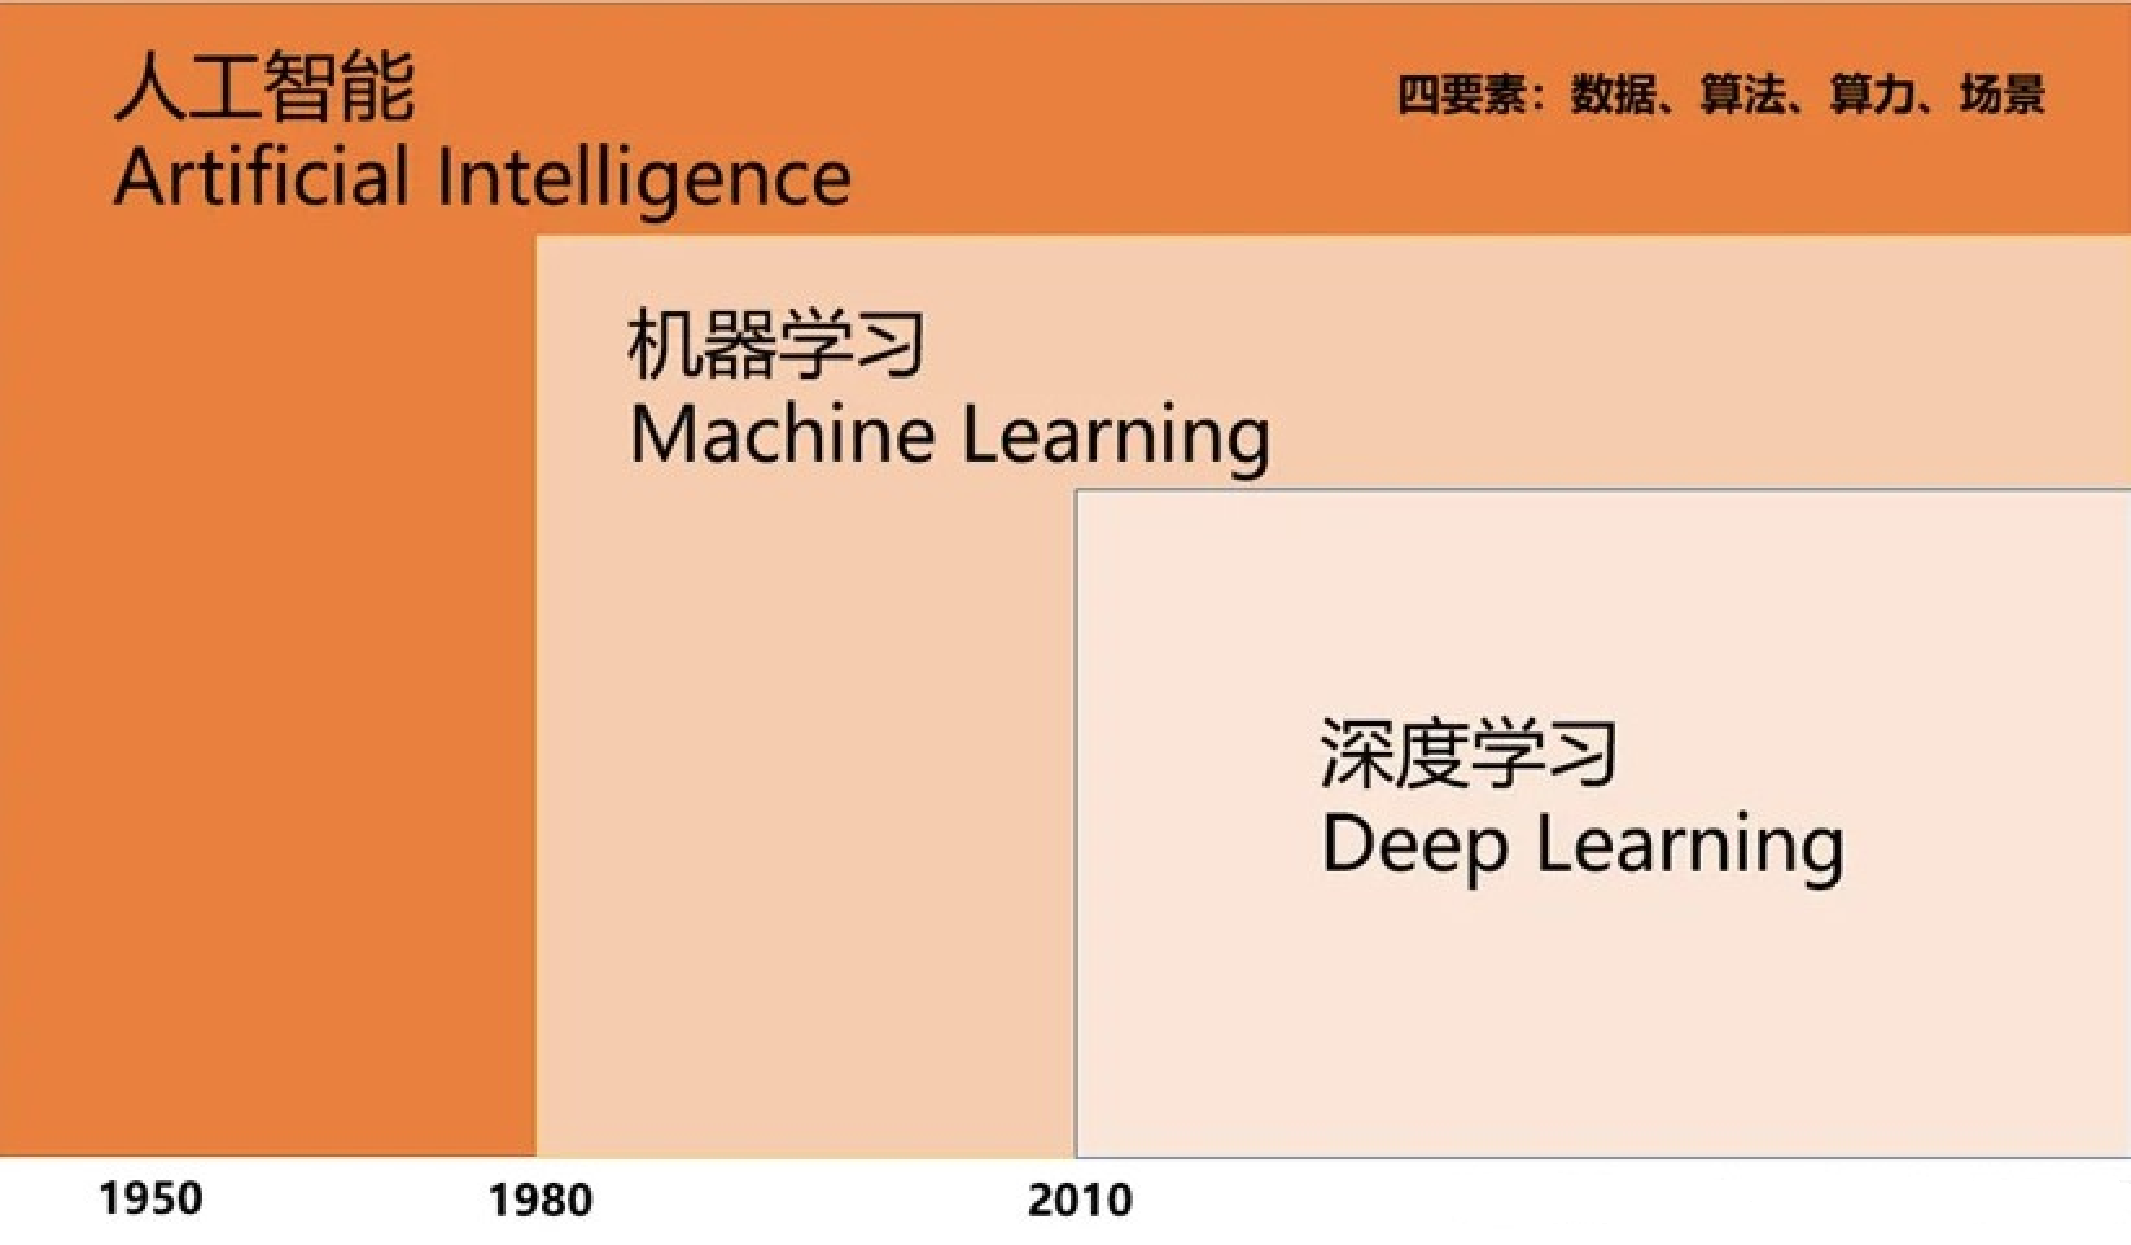 人工智能
Artificial Intelligence
四要素：数据、算法、算力、场景
机器学习
Machine Learning
深度学习
Deep Learning
1950
1980
2010